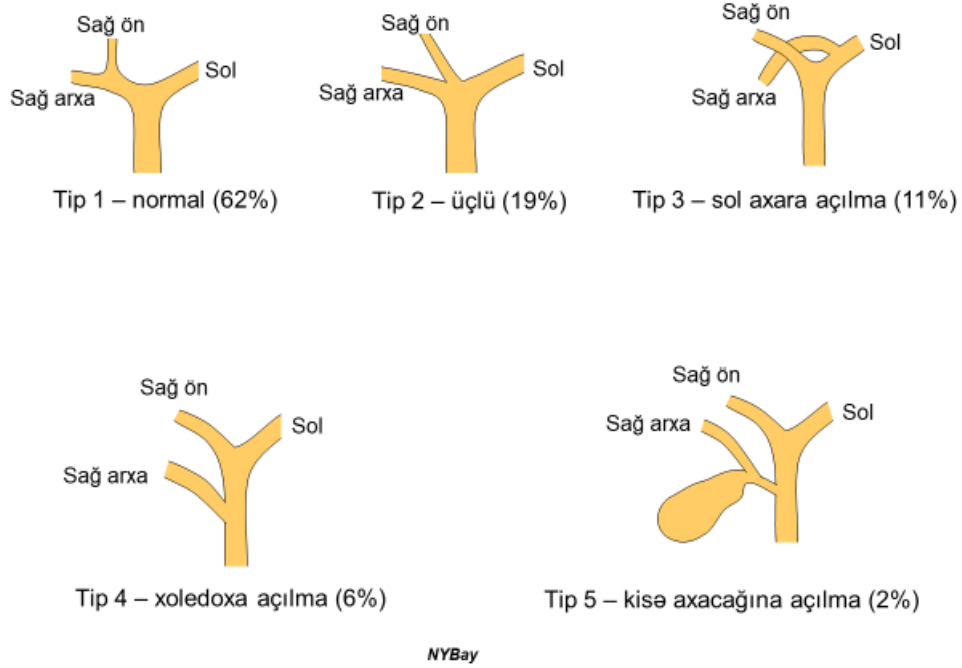 Sağ ön
Sol
Sağ arxa
Tip 1 – normal (62%)
Sağ ön
Sol
Sağ arxa
Tip 2 – üçlü (19%)
Sağ ön
Sol
Sağ arxa
Tip 3 – sol axara açılma (11%)
Sağ ön
Sol
Sağ arxa
Tip 4 – xoledoxa açılma (6%)
Sağ ön
Sol
Sağ arxa
Tip 5 – kisə axacağına açılma (2%)
NYBay